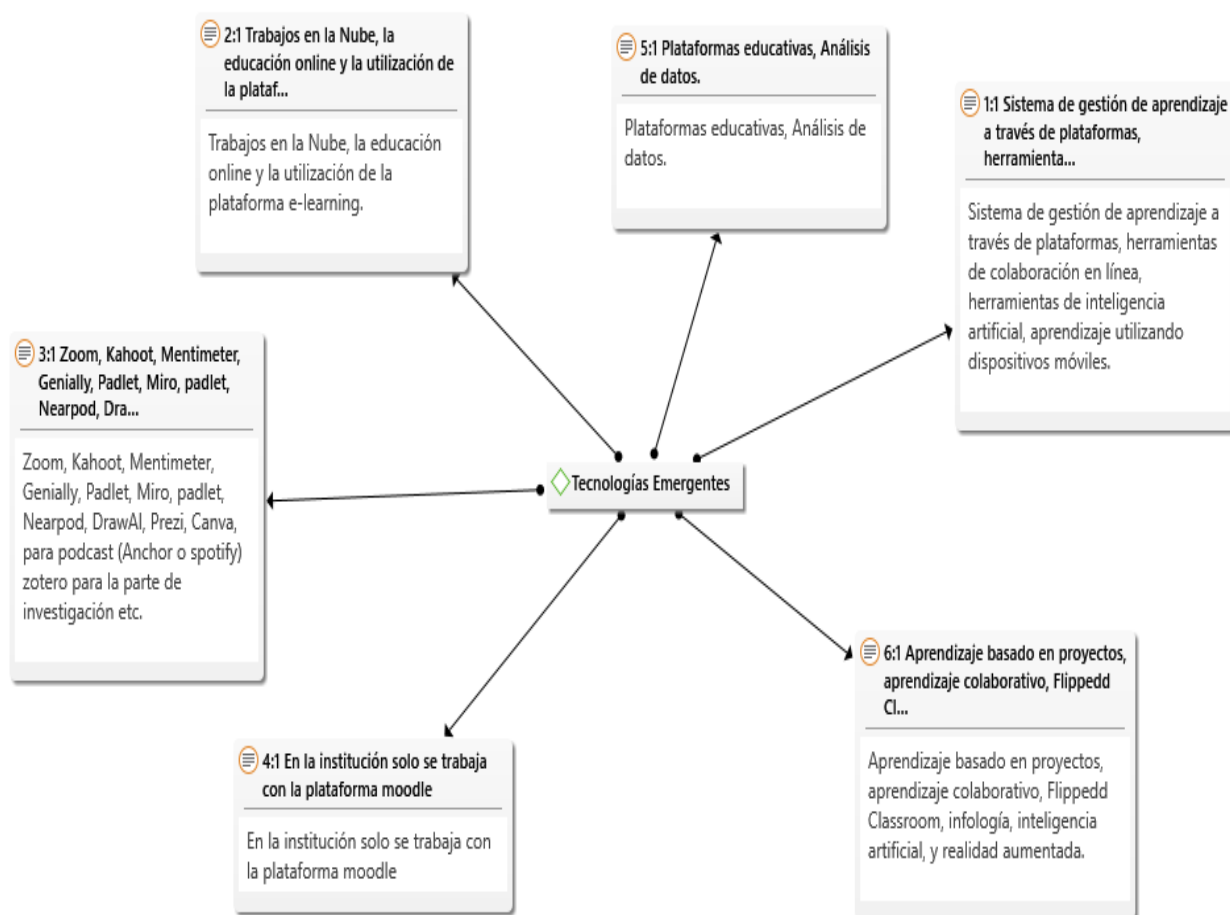 2:1 Trabajos en la Nube, la
educación online y la utilización de
la plataf...
Trabajos en la Nube, la educación
online y la utilización de la
plataforma e-learning.
5:1 Plataformas educativas, Análisis
de datos.
Plataformas educativas, Análisis de
datos.
1:1 Sistema de gestión de aprendizaje
a través de plataformas,
herramienta...
Sistema de gestión de aprendizaje a
través de plataformas, herramientas
de colaboración en línea,
herramientas de inteligencia
artificial, aprendizaje utilizando
dispositivos móviles.
3:1 Zoom, Kahoot, Mentimeter,
Genially, Padlet, Miro, padlet,
Nearpod, Dra...
Zoom, Kahoot, Mentimeter,
Genially, Padlet, Miro, padlet,
Nearpod, DrawAI, Prezi, Canva,
para podcast (Anchor o spotify)
zotero para la parte de
investigación etc.
Tecnologías Emergentes
4:1 En la institución solo se trabaja
con la plataforma moodle
En la institución solo se trabaja con
la plataforma moodle
6:1 Aprendizaje basado en proyectos,
aprendizaje colaborativo, Flippedd
Cl...
Aprendizaje basado en proyectos,
aprendizaje colaborativo, Flippedd
Classroom, infología, inteligencia
artificial, y realidad aumentada.